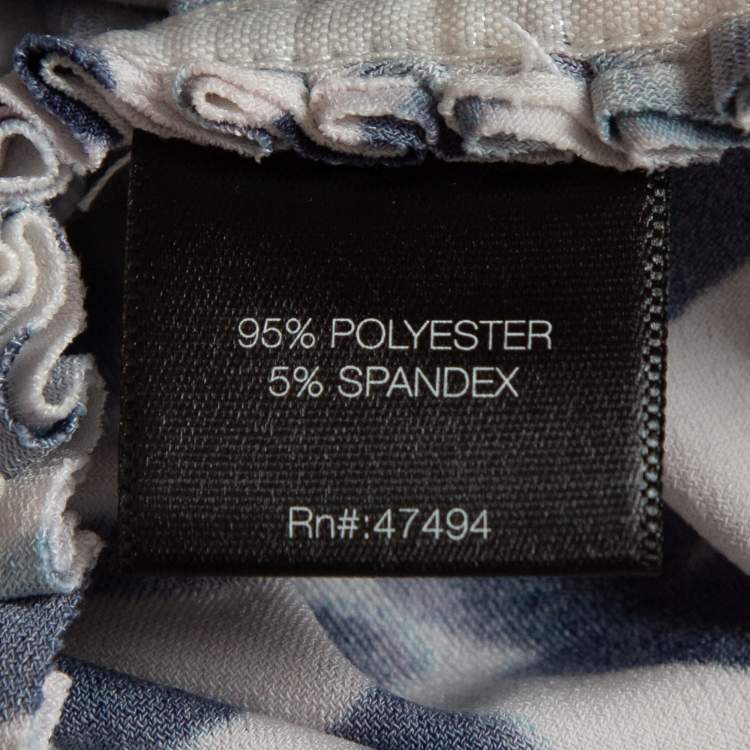 95% POLYESTER
5% SPANDEX
Rn#:47494